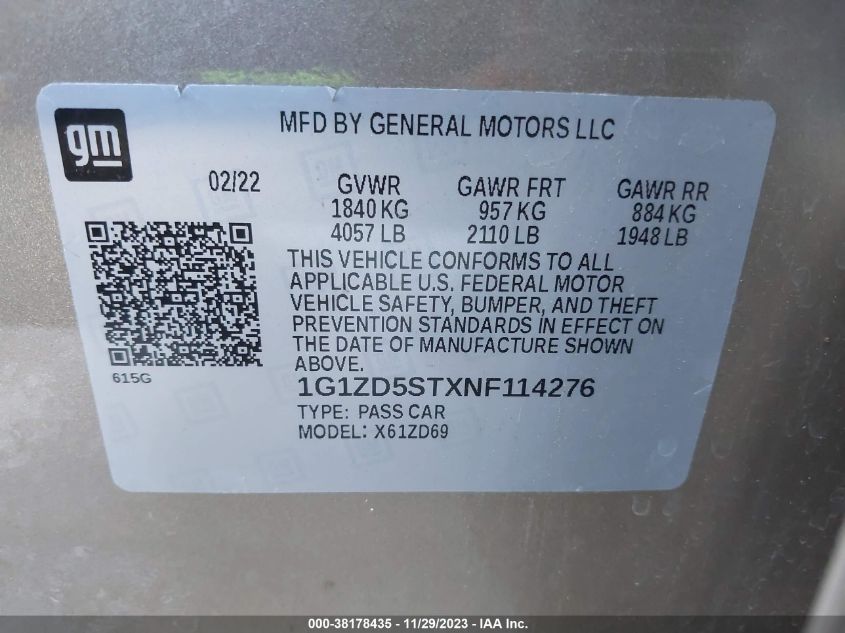 gm
MFD BY GENERAL MOTORS LLC
02/22 GVWR GAWR FRT GAWR RR
1840 KG 957 KG 884 KG
4057 LB 2110 LB 1948 LB
THIS VEHICLE CONFORMS TO ALL
APPLICABLE U.S. FEDERAL MOTOR
VEHICLE SAFETY, BUMPER, AND THEFT
PREVENTION STANDARDS IN EFFECT ON
THE DATE OF MANUFACTURE SHOWN
ABOVE.
615G
1G1ZD5STXNF114276
TYPE: PASS CAR
MODEL: X61ZD69
000-38178435 - 11/29/2023 - IAA Inc.